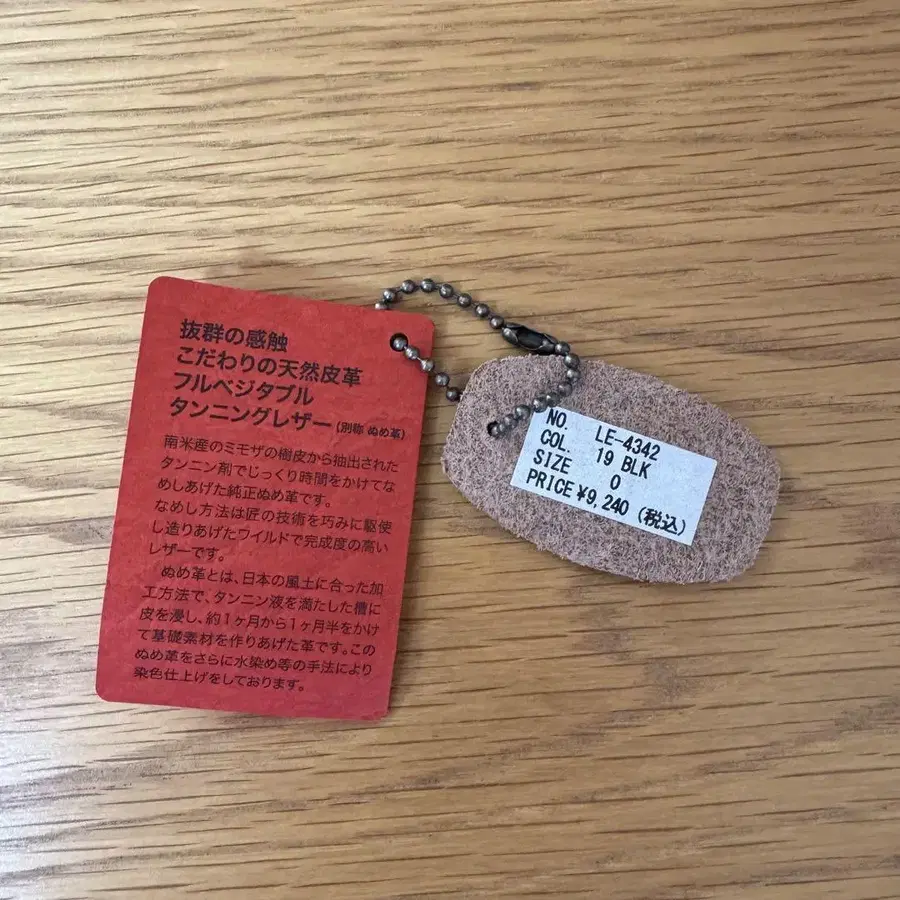 抜群の感触
こだわりの天然皮革
フルベジタブル
タンニングレザー(別称 ぬめ革)
南米産のミモザの樹皮から抽出された
タンニン剤でじっくり時間をかけてな
めしあげた純正ぬめ革です。
なめし方法は匠の技術を巧みに駆使
し造りあげたワイルドで完成度の高い
レザーです。
ぬめ革とは、日本の風土に合った加
工方法で、タンニン液を満たした槽に
皮を浸し、約1ヶ月から1ヶ月半をかけ
て基礎素材を作りあげた革です。この
ぬめ革をさらに水染め等の手法により
染色仕上げをしております。
NO. LE-4342
COL. 19 BLK
SIZE 0
PRICE ¥9,240 (税込)